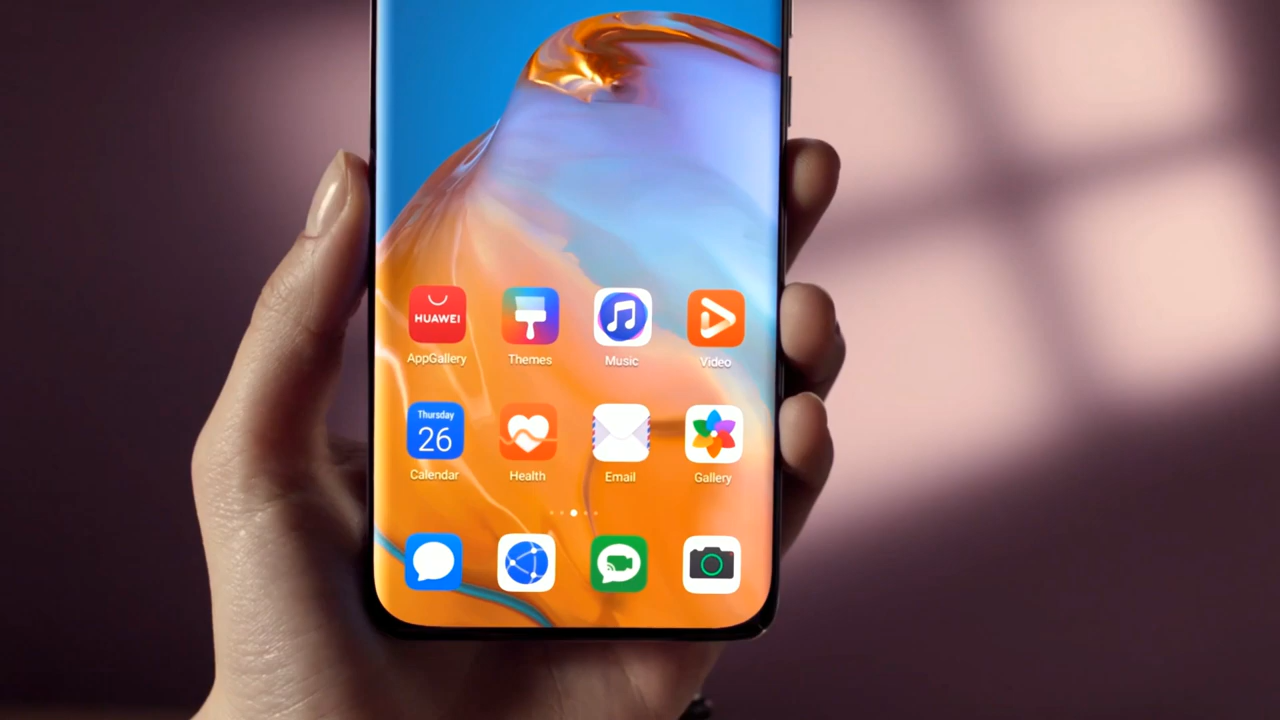 HUAWEI
AppGallery
Themes
Music
Video
Thursday
26
Calendar
Health
Email
Gallery